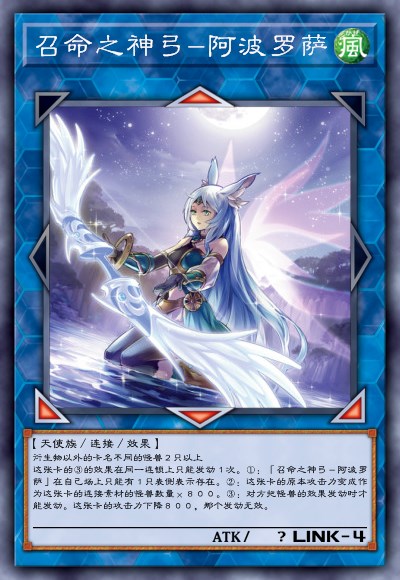 召命之神弓–阿波罗萨
風
【天使族／连接／效果】
衍生物以外的卡名不同的怪兽２只以上
这张卡的③的效果在同一连锁上只能发动１次。①：「召命之神弓－阿波罗
萨」在自己场上只能有１只表侧表示存在。②：这张卡的原本攻击力变成作
为这张卡的连接素材的怪兽数量×８００。③：对方把怪兽的效果发动时才
能发动。这张卡的攻击力下降８００，那个发动无效。
ATK/ ? LINK-4